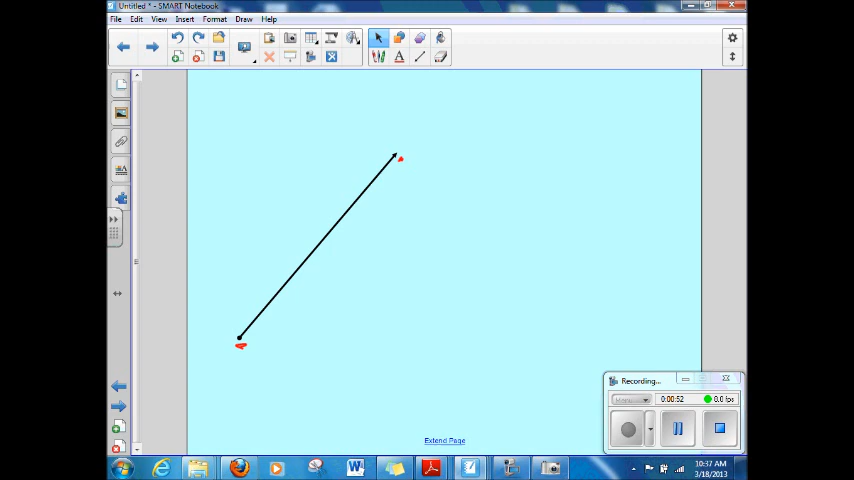 Untitled * - SMART Notebook
File Edit View Insert Format Draw Help
Extend Page
Recording...
0:00:52 8.0 fps
10:37 AM
3/18/2013